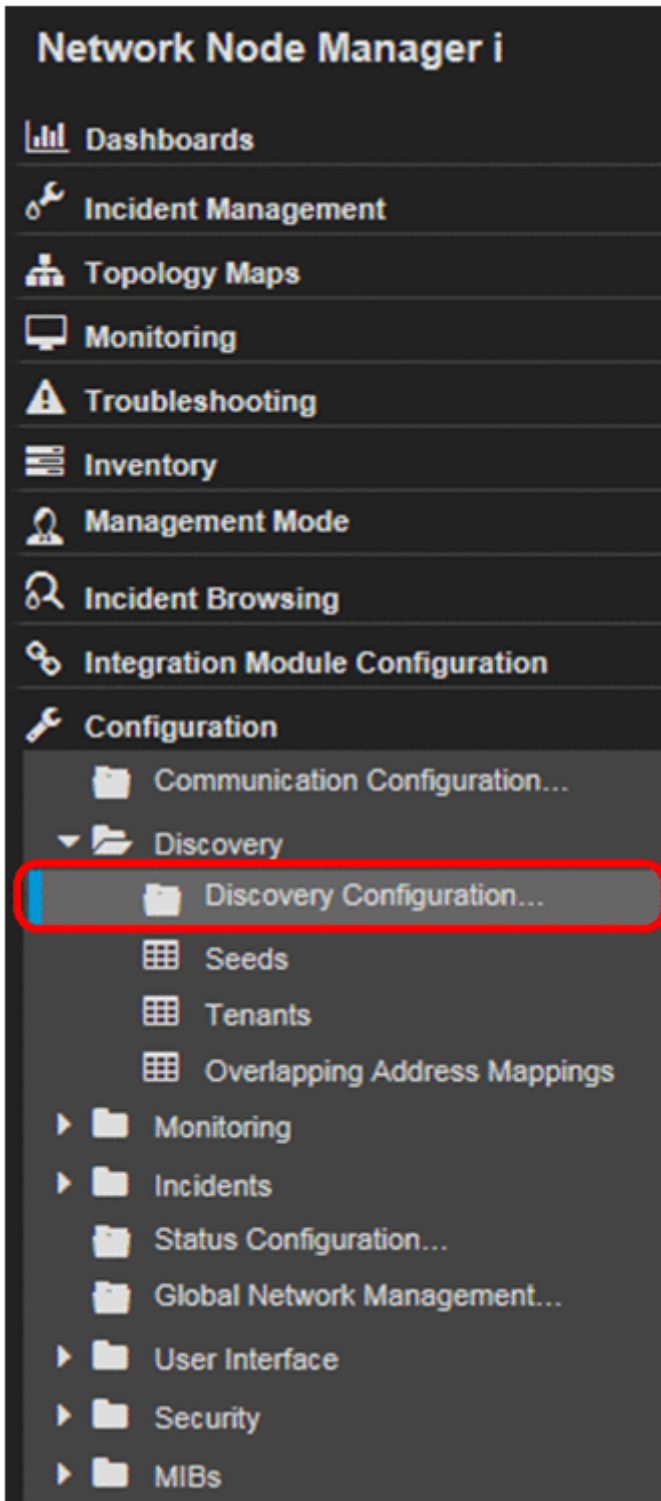 Network Node Manager i
Dashboards
Incident Management
Topology Maps
Monitoring
Troubleshooting
Inventory
Management Mode
Incident Browsing
Integration Module Configuration
Configuration
Communication Configuration...
Discovery
Discovery Configuration...
Seeds
Tenants
Overlapping Address Mappings
Monitoring
Incidents
Status Configuration...
Global Network Management...
User Interface
Security
MIBs